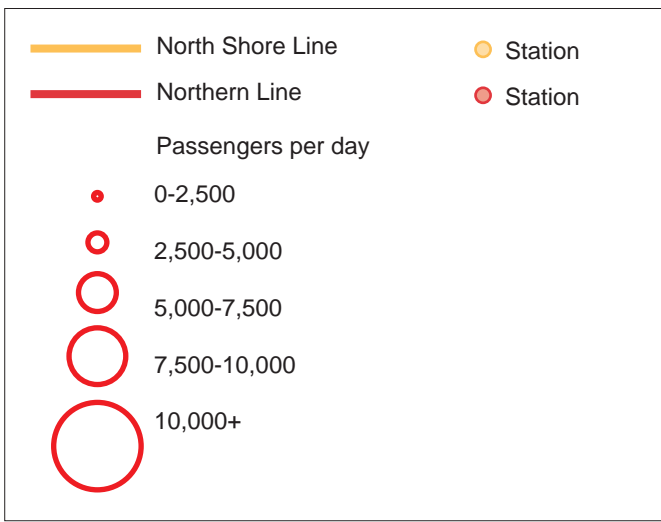 North Shore Line
Station
Northern Line
Station
Passengers per day
0-2,500
2,500-5,000
5,000-7,500
7,500-10,000
10,000+